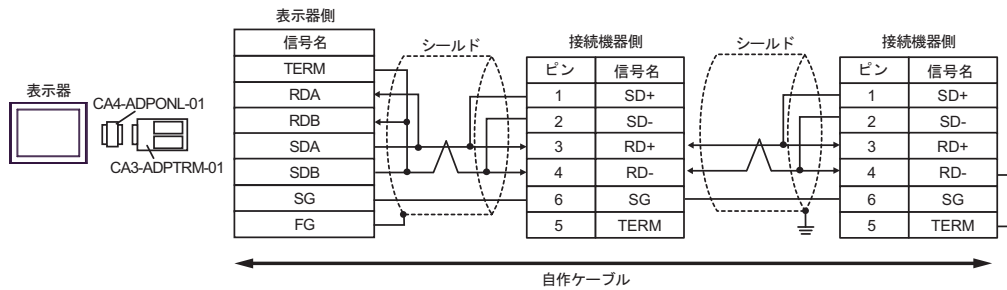 表示器側
信号名
TERM
RDA
RDB
SDA
SDB
SG
FG
シールド
表示器
CA4-ADPONL-01
CA3-ADPTRM-01
接続機器側
ピン 信号名
1 SD+
2 SD-
3 RD+
4 RD-
6 SG
5 TERM
シールド
接続機器側
ピン 信号名
1 SD+
2 SD-
3 RD+
4 RD-
6 SG
5 TERM
自作ケーブル